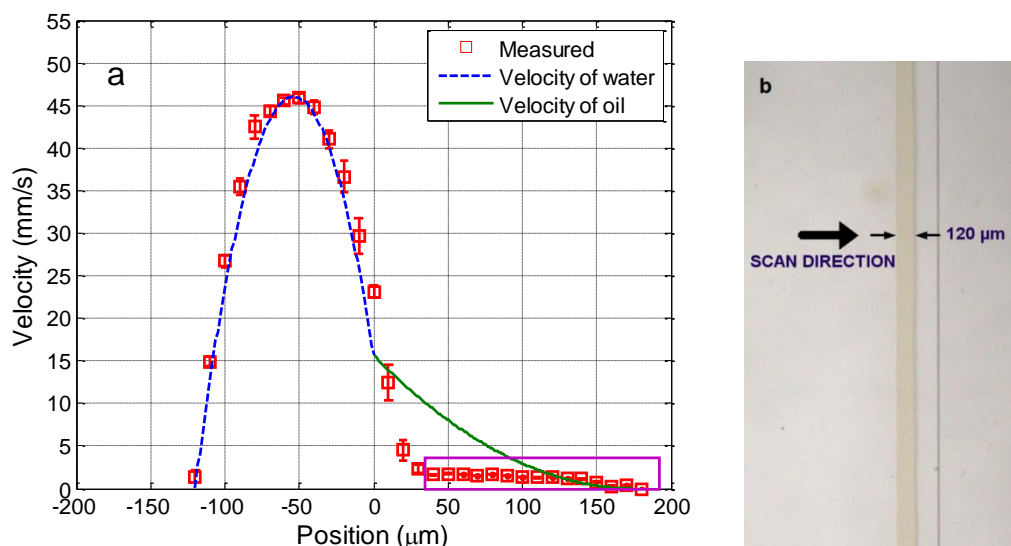 a
Measured
Velocity of water
Velocity of oil
55
50
45
40
35
30
25
20
15
10
5
0
Velocity (mm/s)
-200 -150 -100 -50 0 50 100 150 200
Position (μm)
b
120 μm
SCAN DIRECTION